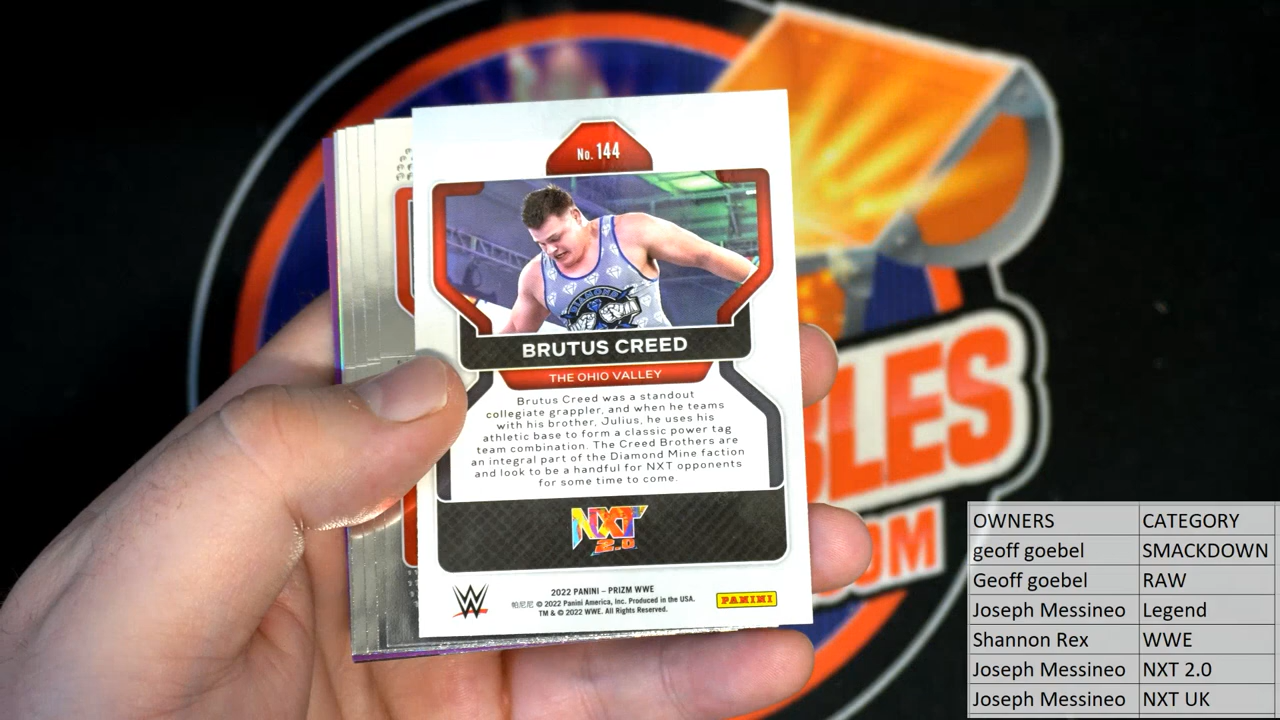 No. 144
BRUTUS CREED
THE OHIO VALLEY
Brutus Creed was a standout
collegiate grappler, and when he teams
with his brother, Julius, he uses his
athletic base to form a classic power tag
team combination. The Creed Brothers are
an integral part of the Diamond Mine faction
and look to be a handful for NXT opponents
for some time to come.
NXT
2.0
2022 PANINI – PRIZM WWE
帕尼尼 © 2022 Panini America, Inc. Produced in the USA.
TM & © 2022 WWE. All Rights Reserved.
PANINI
BLES
OM
OWNERS CATEGORY
geoff goebel SMACKDOWN
Geoff goebel RAW
Joseph Messineo Legend
Shannon Rex WWE
Joseph Messineo NXT 2.0
Joseph Messineo NXT UK